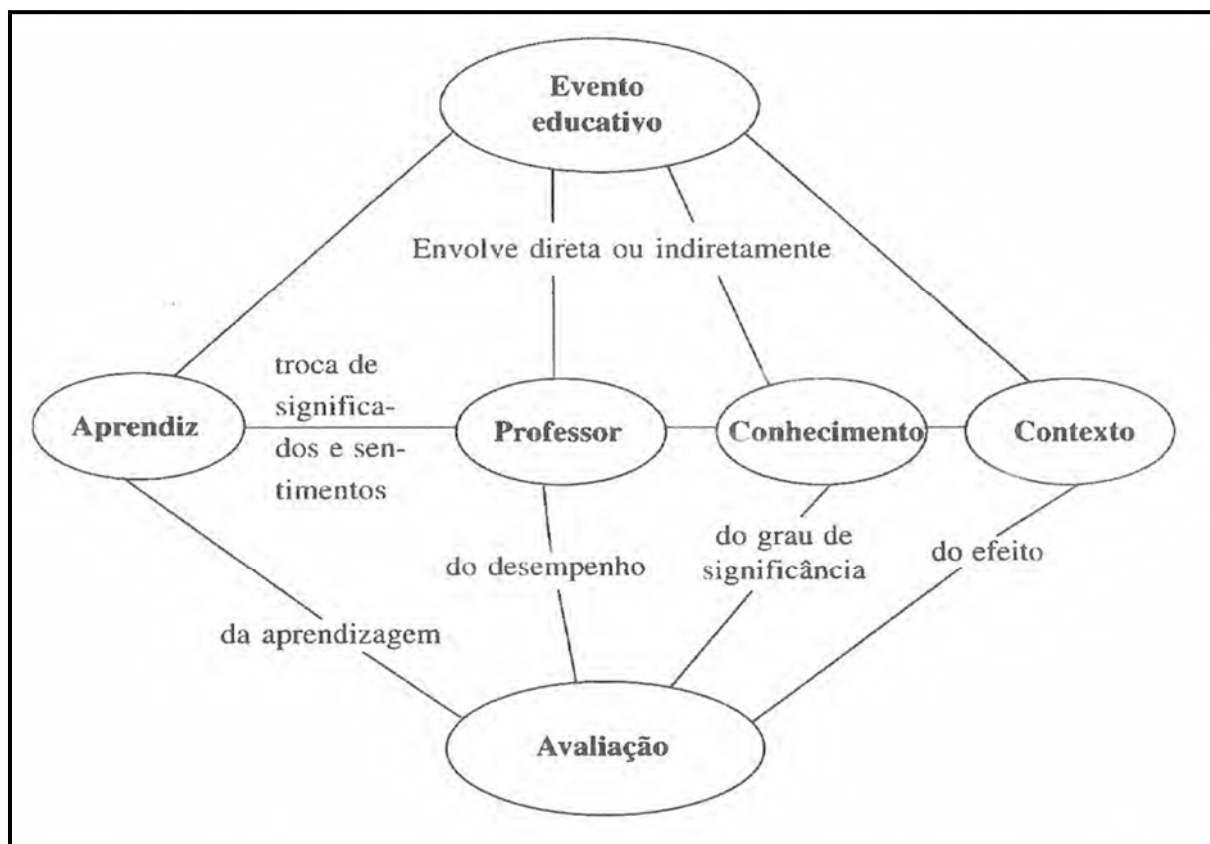 Evento
educativo
Envolve direta ou indiretamente
troca de
significa-
dos e sen-
timentos
Aprendiz
Professor
Conhecimento
Contexto
do desempenho
do grau de
significância
do efeito
da aprendizagem
Avaliação